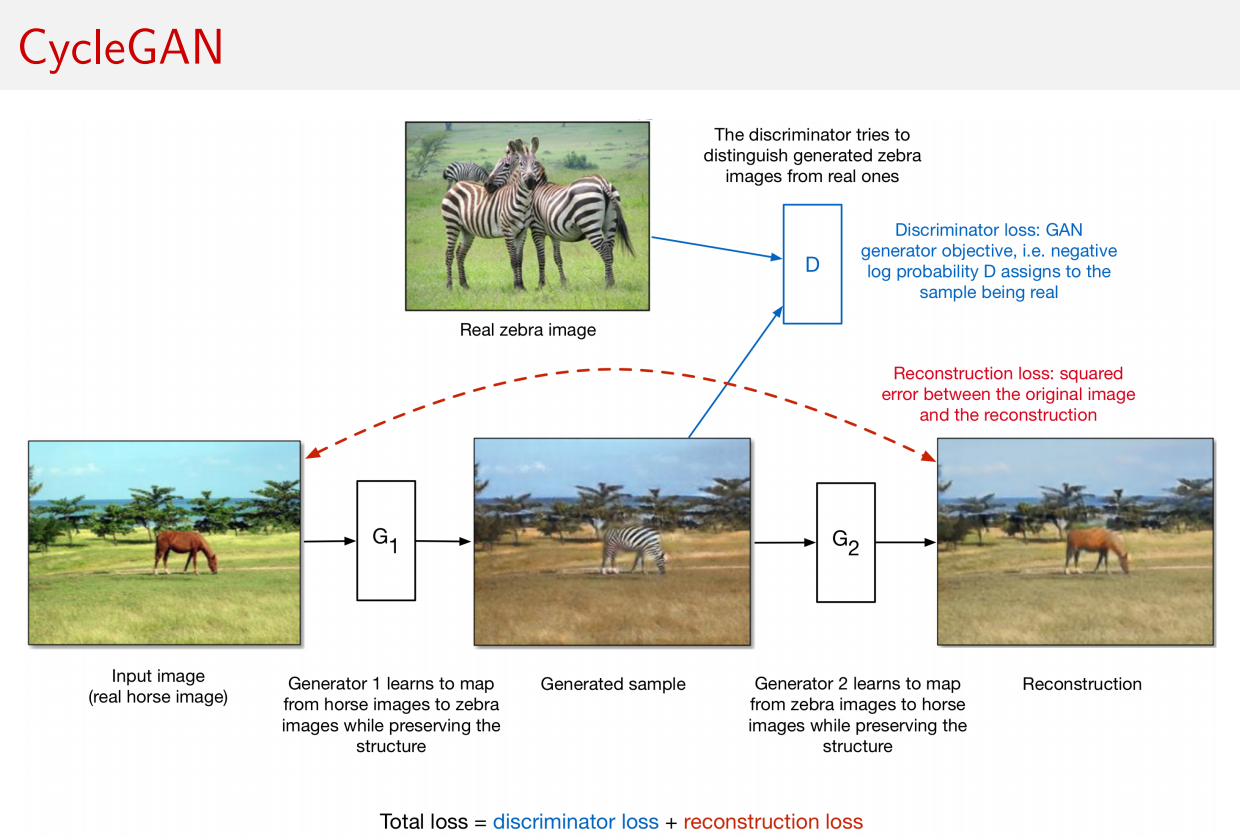 CycleGAN
The discriminator tries to
distinguish generated zebra
images from real ones
D
Discriminator loss: GAN
generator objective, i.e. negative
log probability D assigns to the
sample being real
Real zebra image
Reconstruction loss: squared
error between the original image
and the reconstruction
G1
G2
Input image
(real horse image)
Generator 1 learns to map
from horse images to zebra
images while preserving the
structure
Generated sample
Generator 2 learns to map
from zebra images to horse
images while preserving the
structure
Reconstruction
Total loss = discriminator loss + reconstruction loss